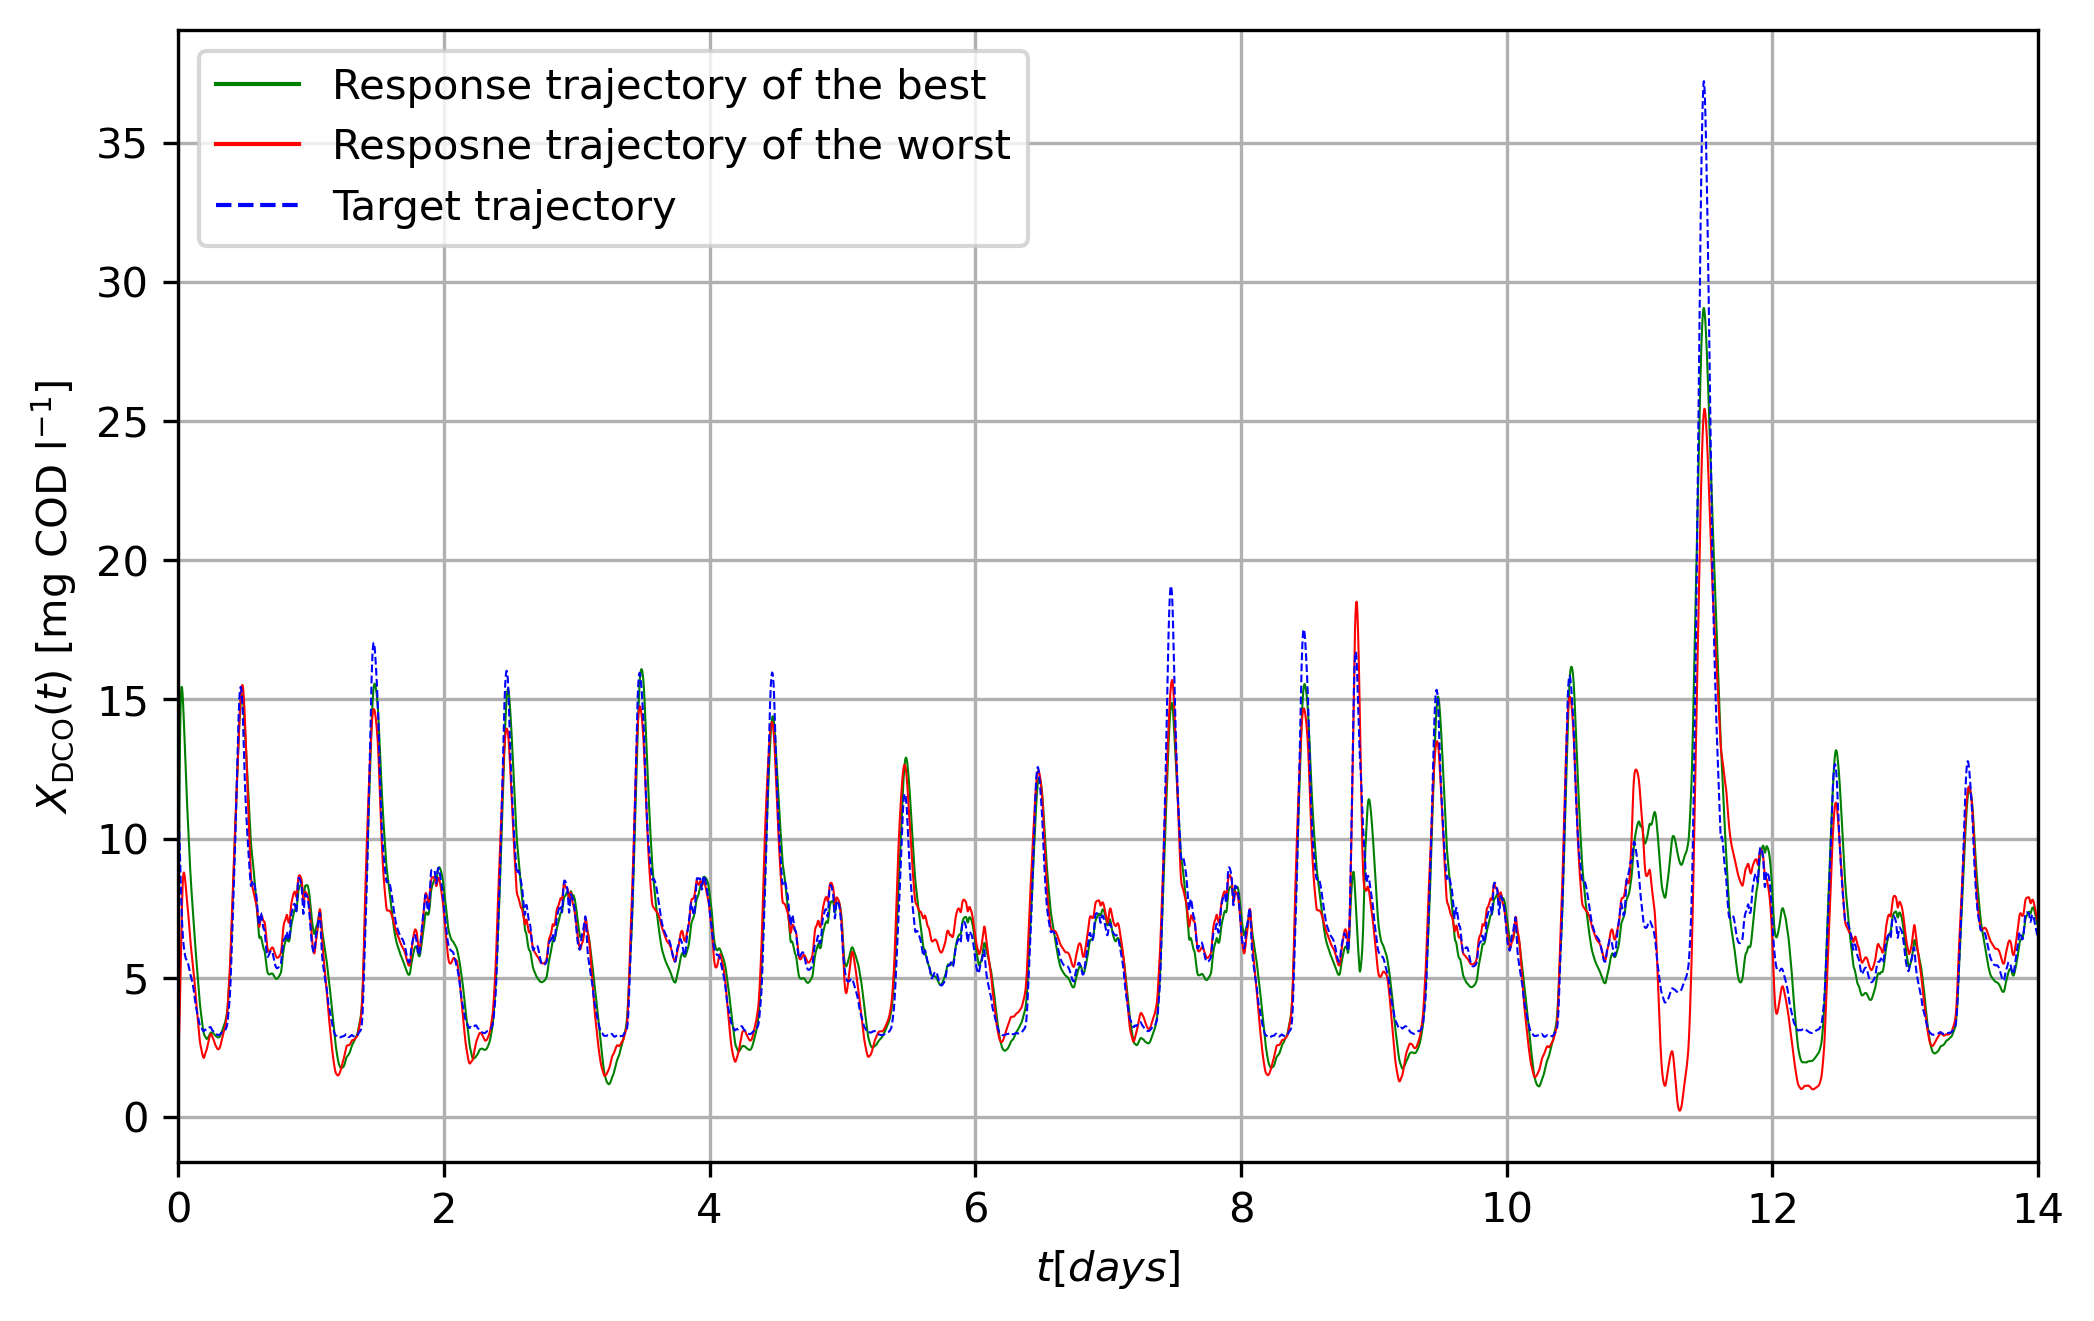 Response trajectory of the best
Resposne trajectory of the worst
Target trajectory
35
30
25
20
15
10
5
0
X_DCO(t) [mg COD l⁻¹]
0 2 4 6 8 10 12 14
t[days]